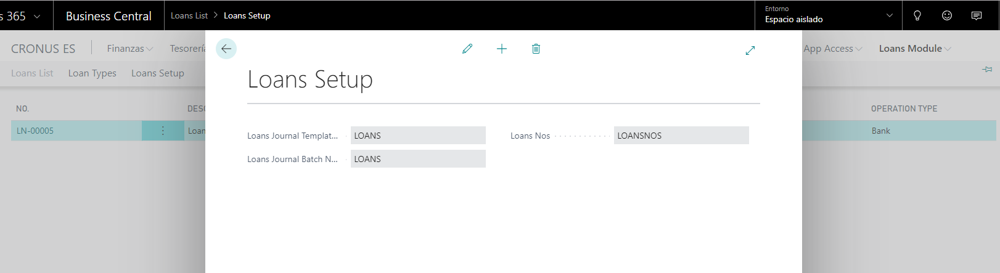 s 365 Business Central Loans List > Loans Setup Entorno
Espacio aislado
CRONUS ES Finanzas Tesorería App Access Loans Module
Loans List Loan Types Loans Setup
Loans Setup
NO. DESC OPERATION TYPE
LN-00005 Loan Bank
Loans Journal Templat... LOANS Loans Nos LOANSNOS
Loans Journal Batch N... LOANS